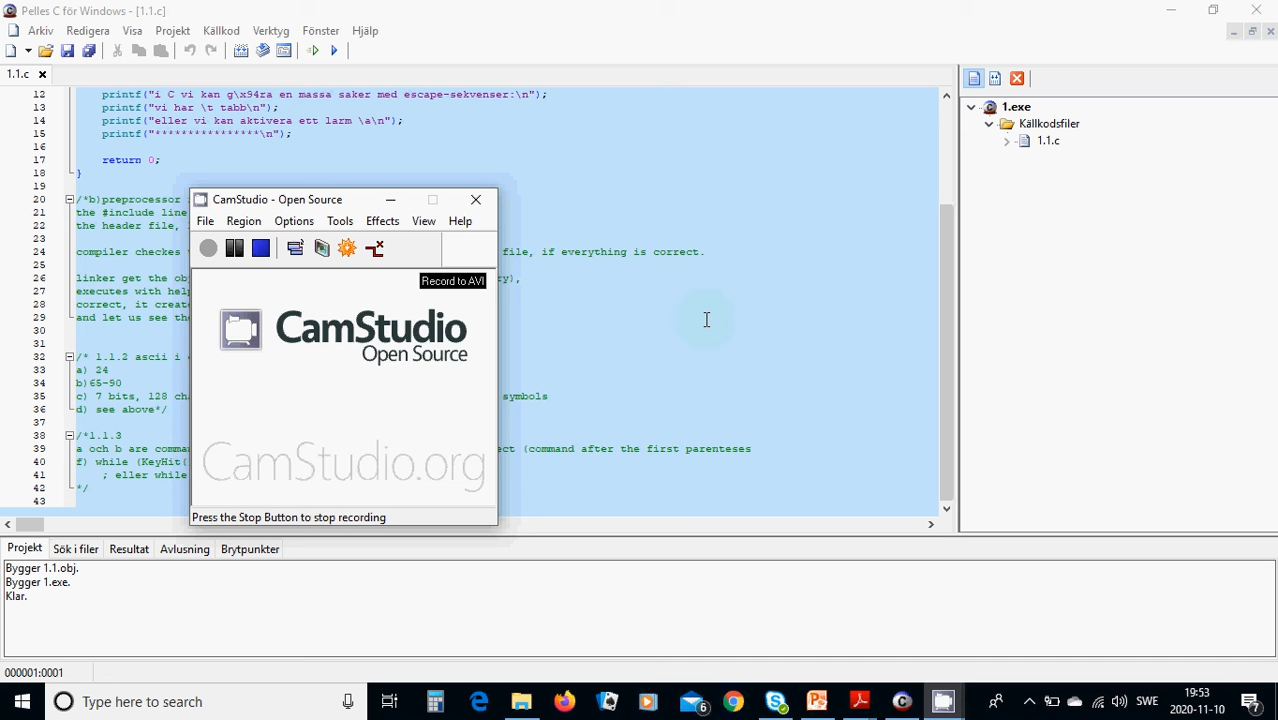 Pelles C för Windows - [1.1.c]
Arkiv Redigera Visa Projekt Källkod Verktyg Fönster Hjälp
1.1.c
12 printf("i C vi kan g\x94ra en massa saker med escape-sekvenser:\n");
13 printf("vi har \t tabb\n");
14 printf("eller vi kan aktivera ett larm \a\n");
15 printf("****************\n");
16
17 return 0;
18 }
19
20 /*b)preprocessor
21 the #include line
22 the header file,
23
24 compiler checkes file, if everything is correct.
25
26 linker get the ob y),
27 executes with help
28 correct, it create
29 and let us see the
30
31
32 /* 1.1.2 ascii i
33 a) 24
34 b)65-90
35 c) 7 bits, 128 cha symbols
36 d) see above*/
37
38 /*1.1.3
39 a och b are comma ct (command after the first parenteses
40 f) while (KeyHit(
41 ; eller while
42 */
43
CamStudio - Open Source
File Region Options Tools Effects View Help
Record to AVI
CamStudio
Open Source
CamStudio.org
Press the Stop Button to stop recording
1.exe
Källkodsfiler
1.1.c
Projekt Sök i filer Resultat Avlusning Brytpunkter
Bygger 1.1.obj.
Bygger 1.exe.
Klar.
000001:0001
Type here to search
6
SWE
19:53
2020-11-10
7